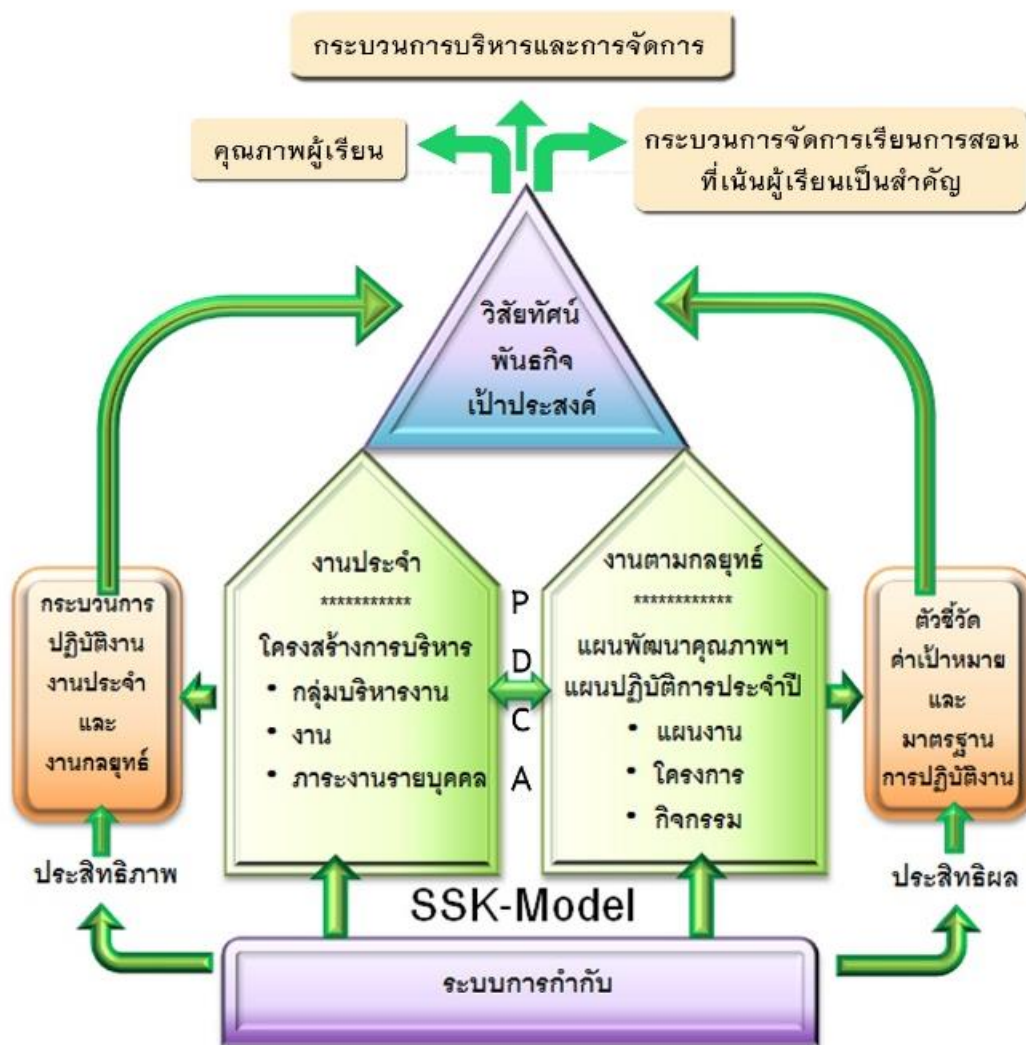 กระบวนการบริหารและการจัดการ
คุณภาพผู้เรียน
กระบวนการจัดการเรียนการสอน
ที่เน้นผู้เรียนเป็นสำคัญ
วิสัยทัศน์
พันธกิจ
เป้าประสงค์
งานประจำ
***********
โครงสร้างการบริหาร
• กลุ่มบริหารงาน
• งาน
• ภาระงานรายบุคคล
P
D
C
A
งานตามกลยุทธ์
************
แผนพัฒนาคุณภาพฯ
แผนปฏิบัติการประจำปี
• แผนงาน
• โครงการ
• กิจกรรม
กระบวนการ
ปฏิบัติงาน
งานประจำ
และ
งานกลยุทธ์
ตัวชี้วัด
ค่าเป้าหมาย
และ
มาตรฐาน
การปฏิบัติงาน
ประสิทธิภาพ
ประสิทธิผล
SSK-Model
ระบบการกำกับ